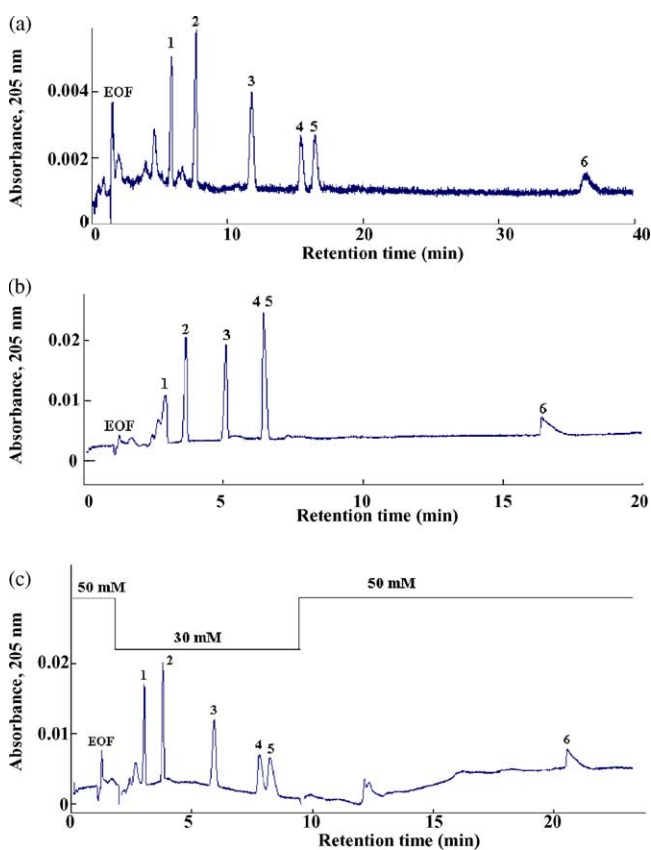 (a)
Absorbance, 205 nm
0.004
0.002
0
EOF
1
2
3
4 5
6
0 10 20 30 40
Retention time (min)
(b)
Absorbance, 205 nm
0.02
0.01
0
EOF
1
2
3
4 5
6
0 5 10 15 20
Retention time (min)
(c)
50 mM
30 mM
50 mM
Absorbance, 205 nm
0.02
0.01
0
EOF
1
2
3
4 5
6
0 5 10 15 20
Retention time (min)